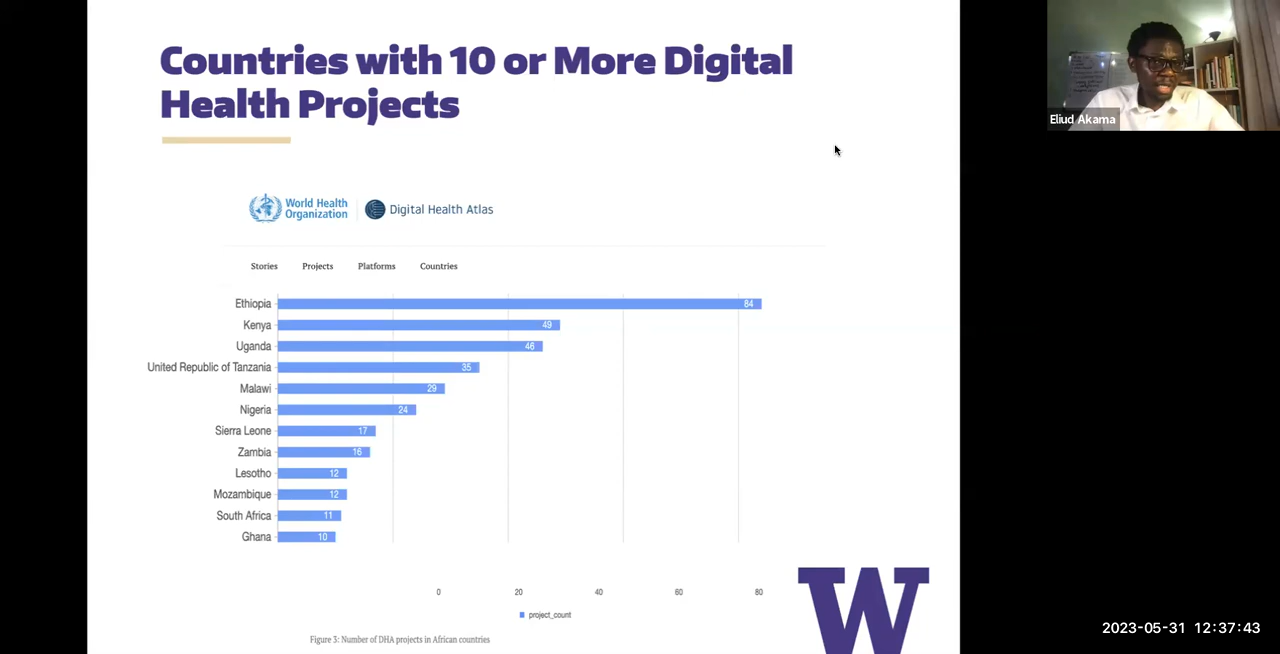 Countries with 10 or More Digital
Health Projects
Eliud Akama
World Health
Organization
Digital Health Atlas
Stories Projects Platforms Countries
Ethiopia 84
Kenya 49
Uganda 46
United Republic of Tanzania 35
Malawi 29
Nigeria 24
Sierra Leone 17
Zambia 16
Lesotho 12
Mozambique 12
South Africa 11
Ghana 10
0 20 40 60 80
project_count
Figure 3: Number of DHA projects in African countries
W
2023-05-31 12:37:43